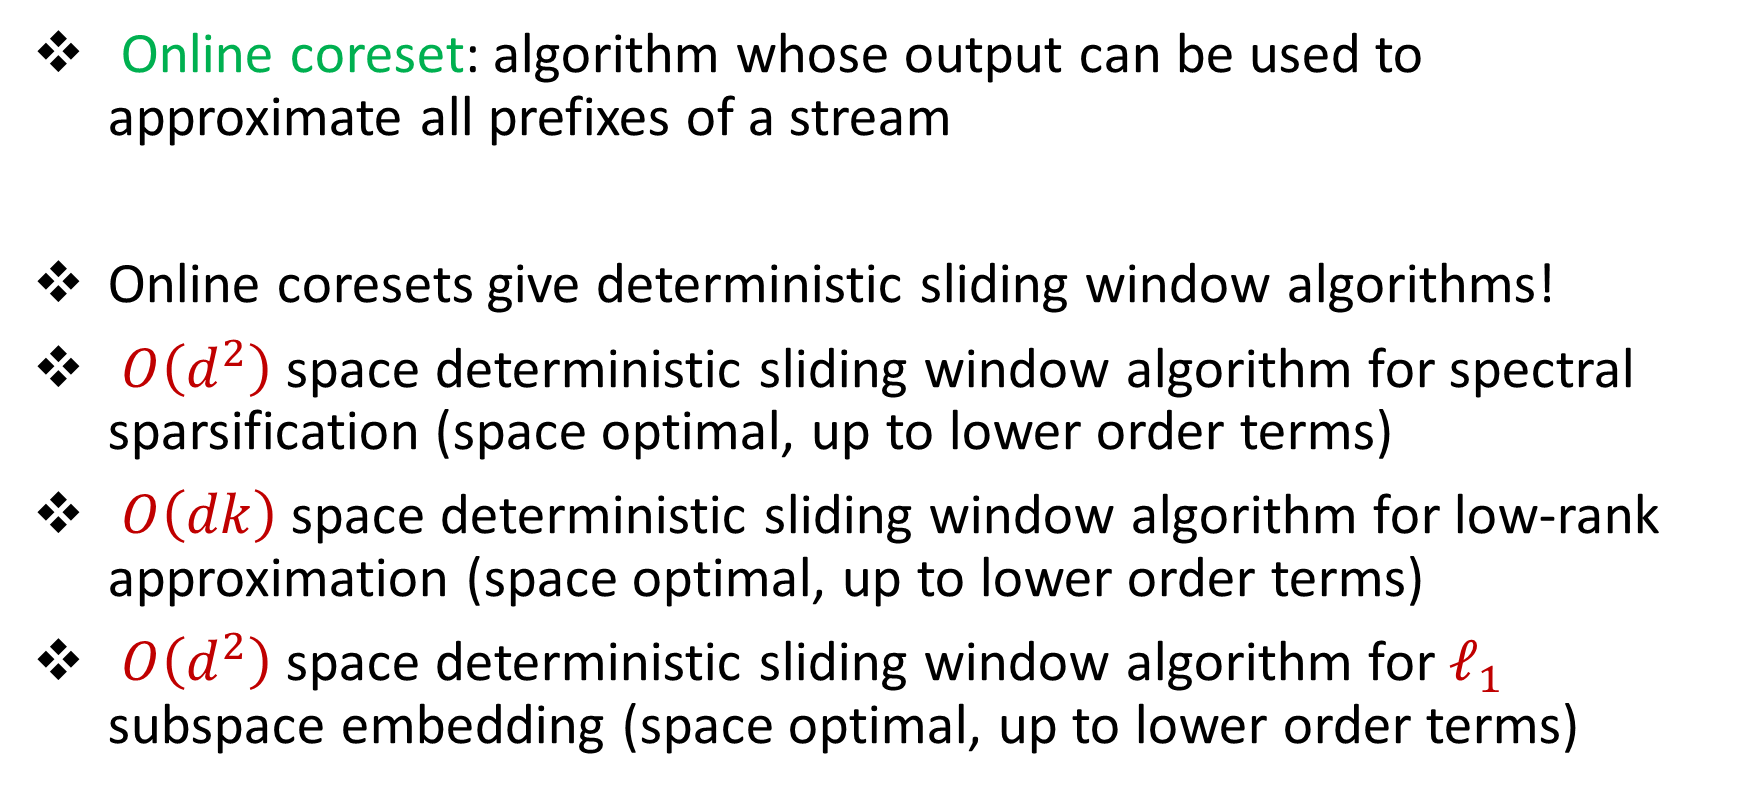 ❖ Online coreset: algorithm whose output can be used to
approximate all prefixes of a stream
❖ Online coresets give deterministic sliding window algorithms!
❖ O(d²) space deterministic sliding window algorithm for spectral
sparsification (space optimal, up to lower order terms)
❖ O(dk) space deterministic sliding window algorithm for low-rank
approximation (space optimal, up to lower order terms)
❖ O(d²) space deterministic sliding window algorithm for ℓ₁
subspace embedding (space optimal, up to lower order terms)